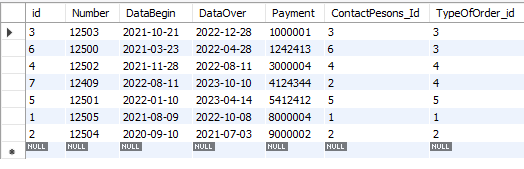 id Number DataBegin DataOver Payment ContactPesons_Id TypeOfOrder_id
3 12503 2021-10-21 2022-12-28 1000001 3 3
6 12500 2021-03-23 2022-04-28 1242413 6 3
4 12502 2021-11-28 2022-08-11 3000004 4 4
7 12409 2022-08-11 2023-10-10 4124344 2 4
5 12501 2022-01-10 2023-04-14 5412412 5 5
1 12505 2021-08-09 2022-10-08 8000004 1 1
2 12504 2020-09-10 2021-07-03 9000002 2 2
NULL NULL NULL NULL NULL NULL NULL